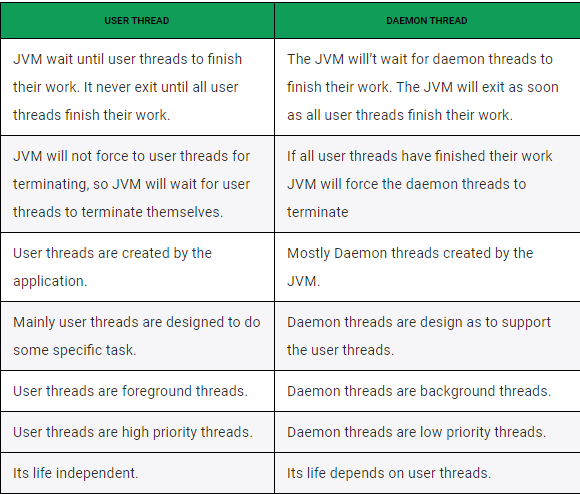 USER THREAD
DAEMON THREAD
JVM wait until user threads to finish
their work. It never exit until all user
threads finish their work.
The JVM will't wait for daemon threads to
finish their work. The JVM will exit as soon
as all user threads finish their work.
JVM will not force to user threads for
terminating, so JVM will wait for user
threads to terminate themselves.
If all user threads have finished their work
JVM will force the daemon threads to
terminate
User threads are created by the
application.
Mostly Daemon threads created by the
JVM.
Mainly user threads are designed to do
some specific task.
Daemon threads are design as to support
the user threads.
User threads are foreground threads.
Daemon threads are background threads.
User threads are high priority threads.
Daemon threads are low priority threads.
Its life independent.
Its life depends on user threads.